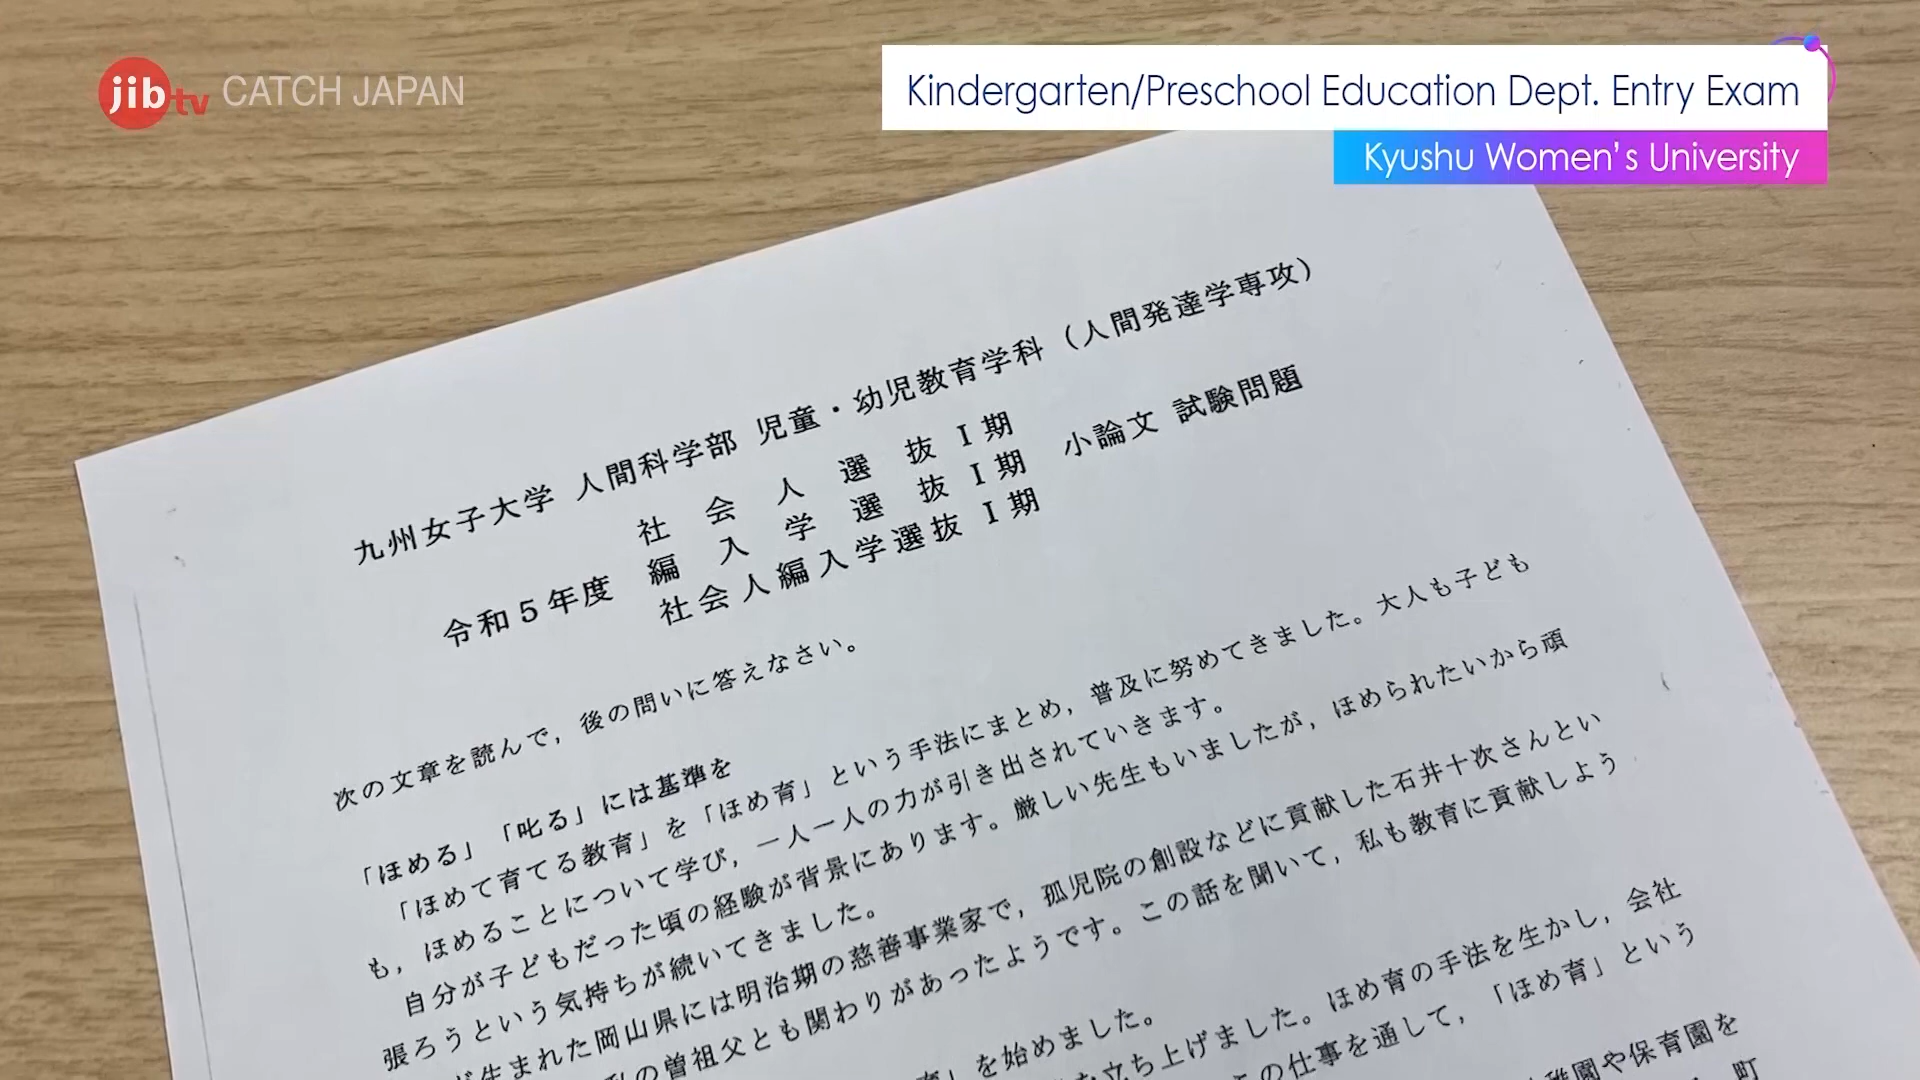 jibtv CATCH JAPAN
Kindergarten/Preschool Education Dept. Entry Exam
Kyushu Women's University
九州女子大学 人間科学部 児童・幼児教育学科（人間発達学専攻）
社会人選抜Ⅰ期
令和５年度 編入学選抜Ⅰ期 小論文 試験問題
社会人編入学選抜Ⅰ期
次の文章を読んで，後の問いに答えなさい。
「ほめる」「叱る」には基準を
「ほめて育てる教育」を「ほめ育」という手法にまとめ，普及に努めてきました。大人も子ども
も，ほめることについて学び，一人一人の力が引き出されていきます。
自分が子どもだった頃の経験が背景にあります。厳しい先生もいましたが，ほめられたいから頑
張ろうという気持ちが続いてきました。
生まれた岡山県には明治期の慈善事業家で，孤児院の創設などに貢献した石井十次さんとい
の曽祖父とも関わりがあったようです。この話を聞いて，私も教育に貢献しよう
」を始めました。
立ち上げました。ほめ育の手法を生かし，会社
の仕事を通して，「ほめ育」という
稚園や保育園を
町